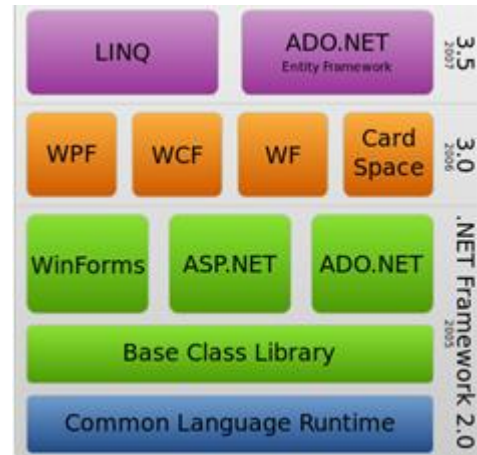 LINQ
ADO.NET
Entity Framework
3.5
2007
WPF
WCF
WF
Card
Space
3.0
2006
WinForms
ASP.NET
ADO.NET
Base Class Library
Common Language Runtime
.NET Framework 2.0
2005